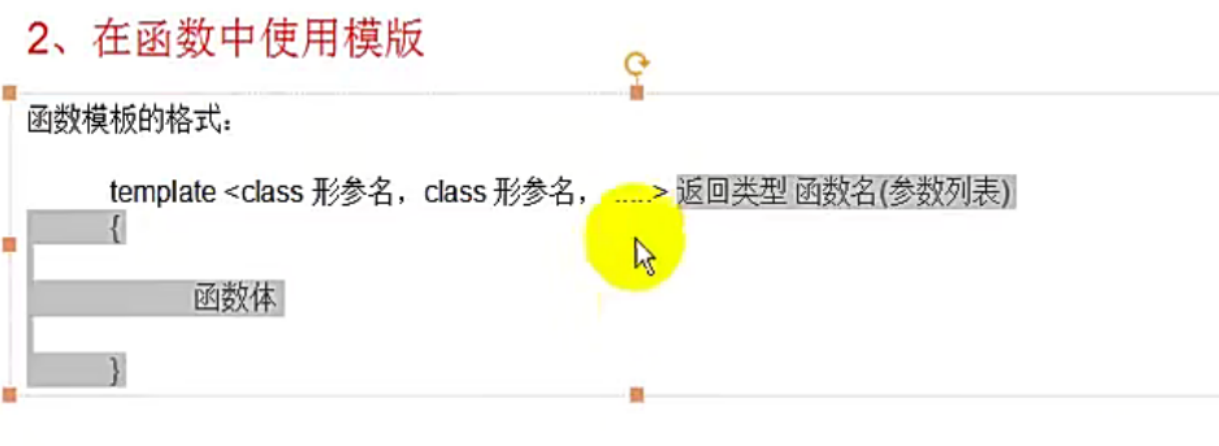 2、在函数中使用模版
函数模板的格式：
template <class 形参名，class 形参名， .....> 返回类型 函数名(参数列表)
{
函数体
}